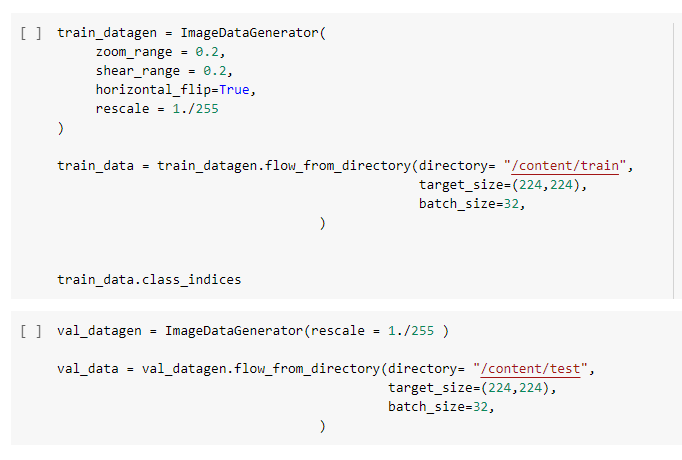 [ ] train_datagen = ImageDataGenerator(
zoom_range = 0.2,
shear_range = 0.2,
horizontal_flip=True,
rescale = 1./255
)
train_data = train_datagen.flow_from_directory(directory= "/content/train",
target_size=(224,224),
batch_size=32,
)
train_data.class_indices
[ ] val_datagen = ImageDataGenerator(rescale = 1./255 )
val_data = val_datagen.flow_from_directory(directory= "/content/test",
target_size=(224,224),
batch_size=32,
)